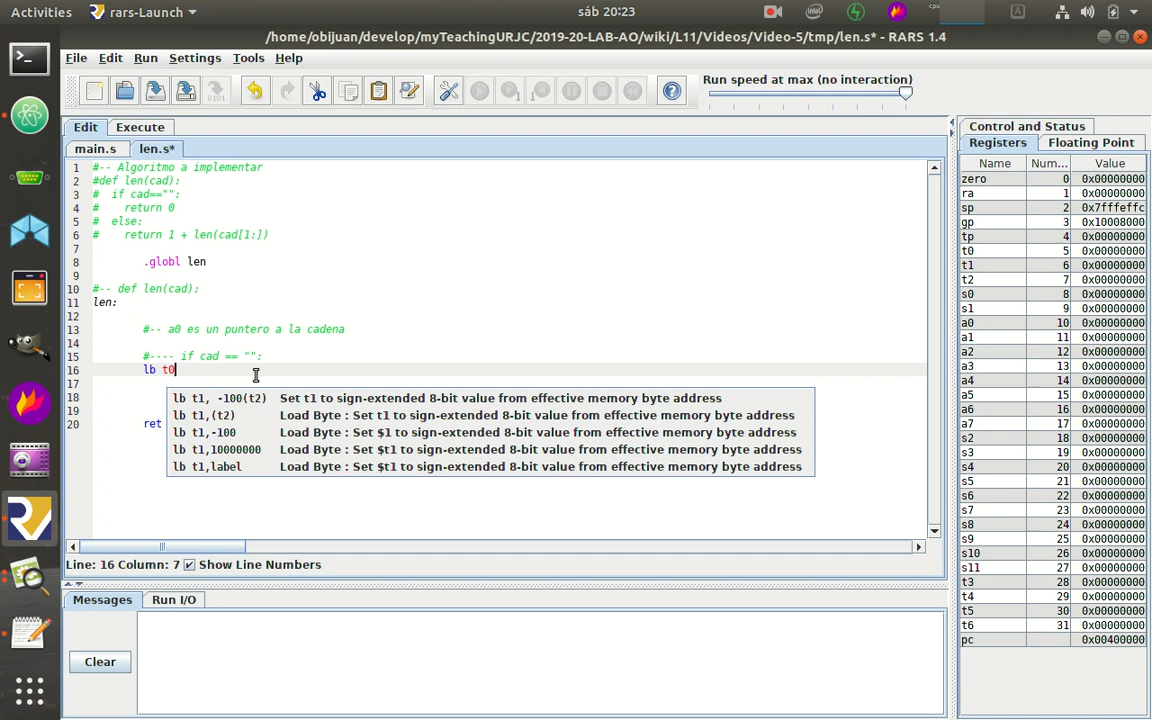 Activities rars-Launch sáb 20:23 cpu A
/home/obijuan/develop/myTeachingURJC/2019-20-LAB-AO/wiki/L11/Videos/Video-5/tmp/len.s* - RARS 1.4
File Edit Run Settings Tools Help
Run speed at max (no interaction)
Edit Execute
main.s len.s*
1 #-- Algoritmo a implementar
2 #def len(cad):
3 #  if cad=="":
4 #    return 0
5 #  else:
6 #    return 1 + len(cad[1:])
7
8 .globl len
9
10 #-- def len(cad):
11 len:
12
13 #-- a0 es un puntero a la cadena
14
15 #---- if cad == "":
16 lb t0
17
18
19
20 ret
lb t1, -100(t2) Set t1 to sign-extended 8-bit value from effective memory byte address
lb t1,(t2) Load Byte : Set t1 to sign-extended 8-bit value from effective memory byte address
lb t1,-100 Load Byte : Set $1 to sign-extended 8-bit value from effective memory byte address
lb t1,10000000 Load Byte : Set $t1 to sign-extended 8-bit value from effective memory byte address
lb t1,label Load Byte : Set $t1 to sign-extended 8-bit value from effective memory byte address
Line: 16 Column: 7 Show Line Numbers
Messages Run I/O
Clear
Control and Status
Registers Floating Point
Name Num... Value
zero 0 0x00000000
ra 1 0x00000000
sp 2 0x7fffeffc
gp 3 0x10008000
tp 4 0x00000000
t0 5 0x00000000
t1 6 0x00000000
t2 7 0x00000000
s0 8 0x00000000
s1 9 0x00000000
a0 10 0x00000000
a1 11 0x00000000
a2 12 0x00000000
a3 13 0x00000000
a4 14 0x00000000
a5 15 0x00000000
a6 16 0x00000000
a7 17 0x00000000
s2 18 0x00000000
s3 19 0x00000000
s4 20 0x00000000
s5 21 0x00000000
s6 22 0x00000000
s7 23 0x00000000
s8 24 0x00000000
s9 25 0x00000000
s10 26 0x00000000
s11 27 0x00000000
t3 28 0x00000000
t4 29 0x00000000
t5 30 0x00000000
t6 31 0x00000000
pc 0x00400000